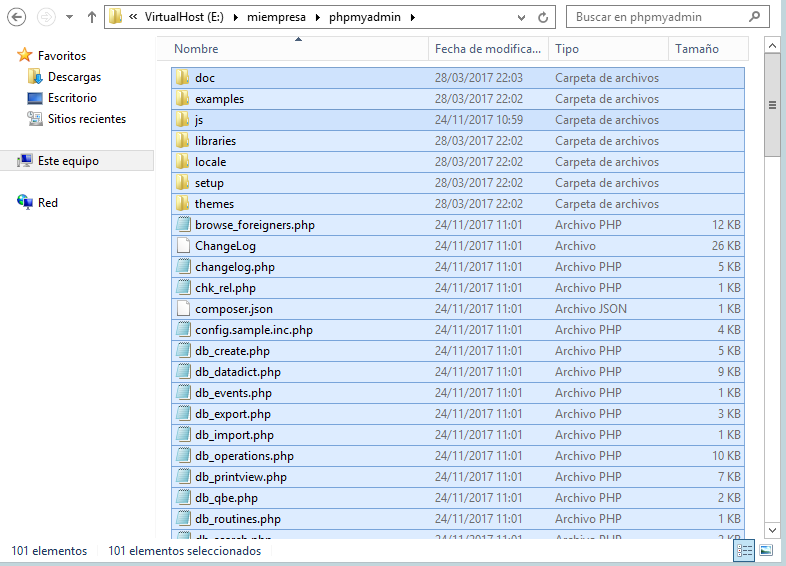 « VirtualHost (E:) ▸ miempresa ▸ phpmyadmin ▸ Buscar en phpmyadmin
Favoritos
Descargas
Escritorio
Sitios recientes
Este equipo
Red
Nombre Fecha de modifica... Tipo Tamaño
doc 28/03/2017 22:03 Carpeta de archivos
examples 28/03/2017 22:02 Carpeta de archivos
js 24/11/2017 10:59 Carpeta de archivos
libraries 28/03/2017 22:02 Carpeta de archivos
locale 28/03/2017 22:02 Carpeta de archivos
setup 28/03/2017 22:02 Carpeta de archivos
themes 28/03/2017 22:02 Carpeta de archivos
browse_foreigners.php 24/11/2017 11:01 Archivo PHP 12 KB
ChangeLog 24/11/2017 11:01 Archivo 26 KB
changelog.php 24/11/2017 11:01 Archivo PHP 5 KB
chk_rel.php 24/11/2017 11:01 Archivo PHP 1 KB
composer.json 24/11/2017 11:01 Archivo JSON 1 KB
config.sample.inc.php 24/11/2017 11:01 Archivo PHP 4 KB
db_create.php 24/11/2017 11:01 Archivo PHP 5 KB
db_datadict.php 24/11/2017 11:01 Archivo PHP 9 KB
db_events.php 24/11/2017 11:01 Archivo PHP 1 KB
db_export.php 24/11/2017 11:01 Archivo PHP 3 KB
db_import.php 24/11/2017 11:01 Archivo PHP 1 KB
db_operations.php 24/11/2017 11:01 Archivo PHP 10 KB
db_printview.php 24/11/2017 11:01 Archivo PHP 7 KB
db_qbe.php 24/11/2017 11:01 Archivo PHP 2 KB
db_routines.php 24/11/2017 11:01 Archivo PHP 1 KB
101 elementos 101 elementos seleccionados